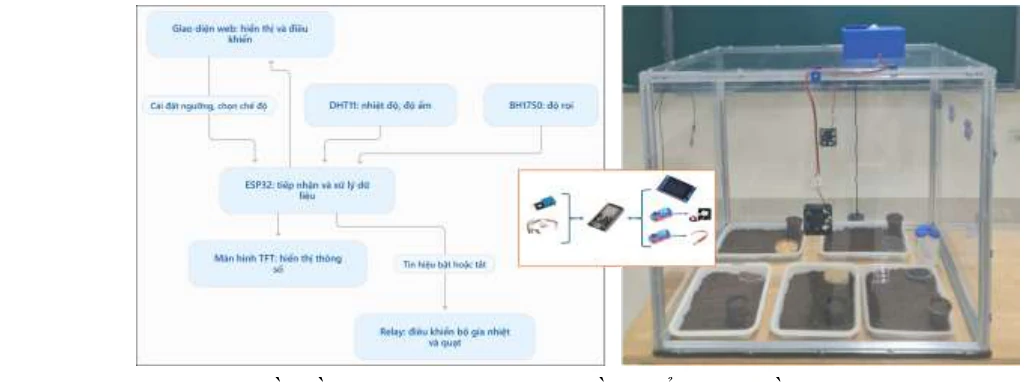 Giao diện web: hiển thị và điều
khiển
Cài đặt ngưỡng, chọn chế độ
DHT11: nhiệt độ, độ ẩm
BH1750: độ rọi
ESP32: tiếp nhận và xử lý dữ
liệu
Màn hình TFT: hiển thị thông
số
Tín hiệu bật hoặc tắt
Relay: điều khiển bộ gia nhiệt
và quạt